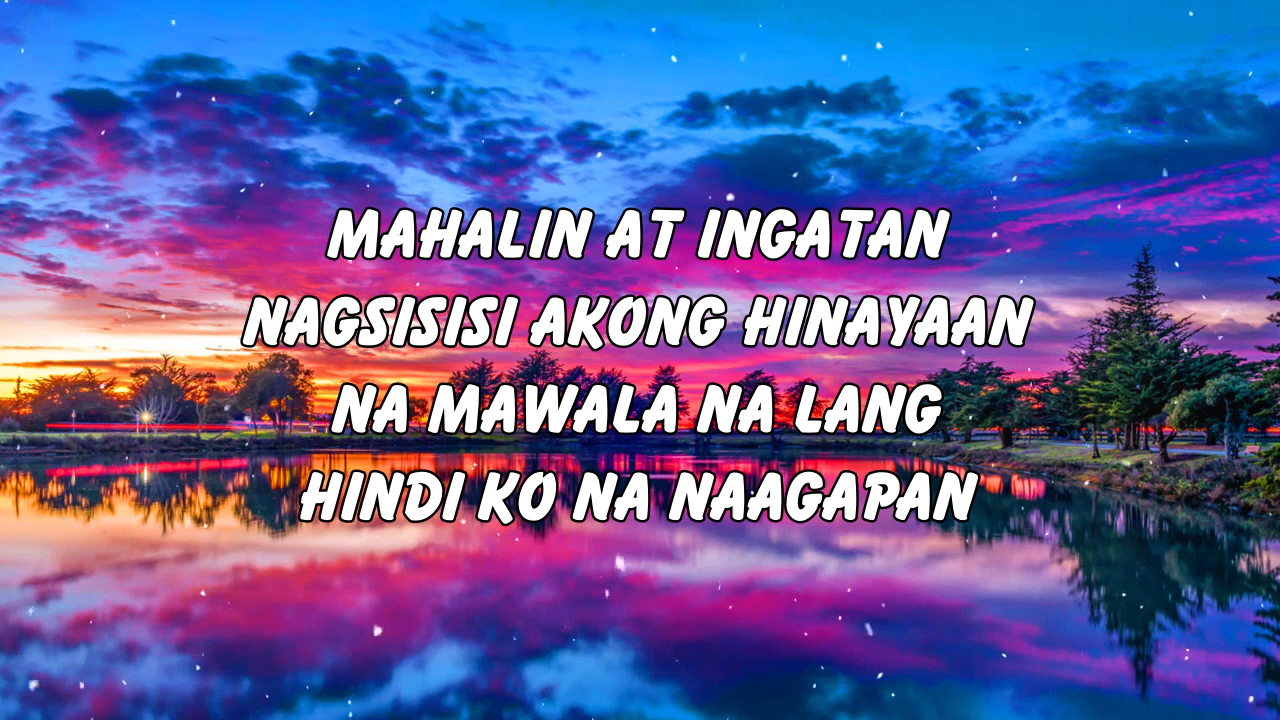 MAHALIN AT INGATAN
NAGSISISI AKONG HINAYAAN
NA MAWALA NA LANG
HINDI KO NA NAAGAPAN